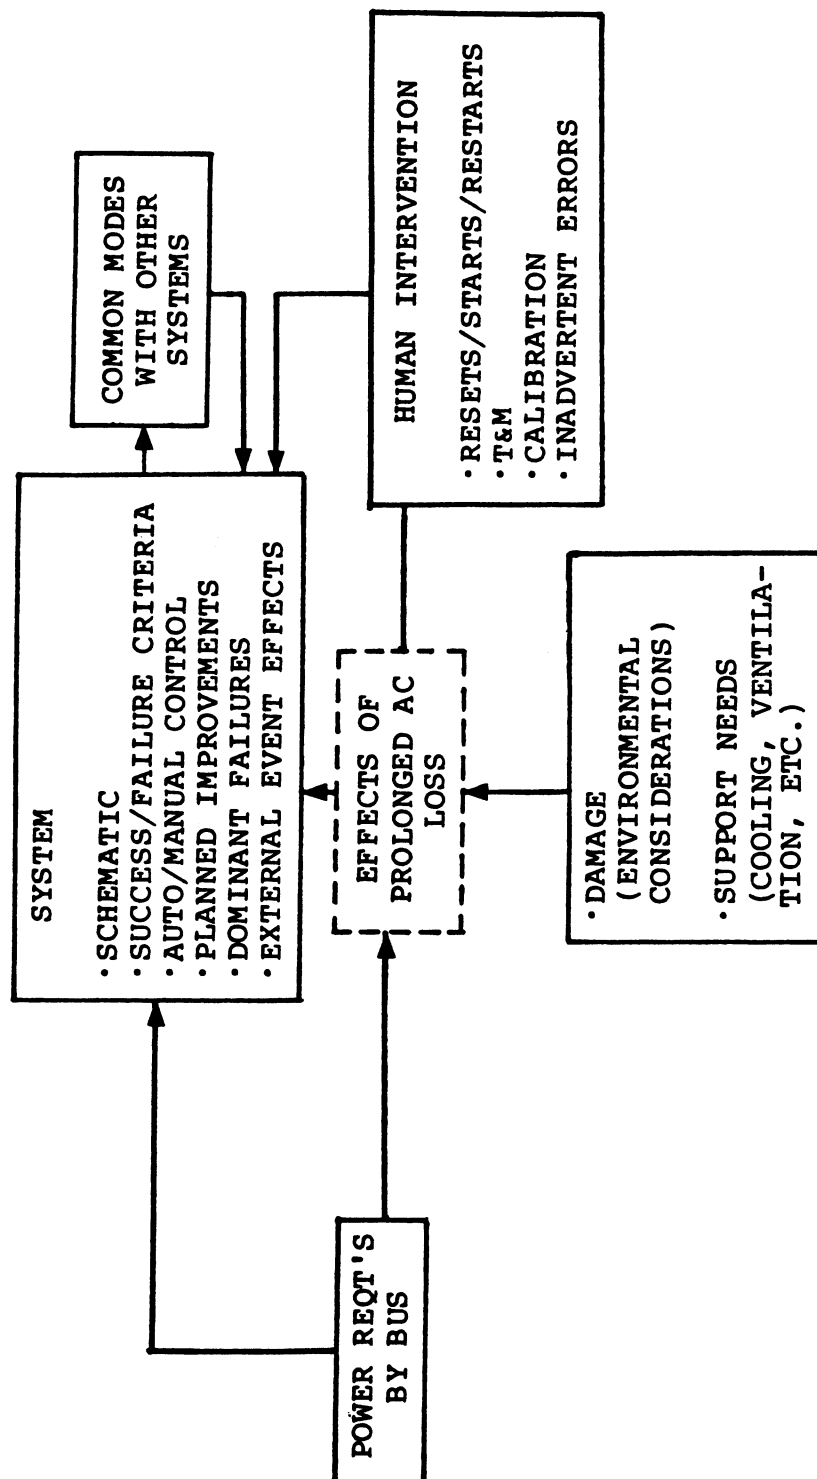 SYSTEM
·SCHEMATIC
·SUCCESS/FAILURE CRITERIA
·AUTO/MANUAL CONTROL
·PLANNED IMPROVEMENTS
·DOMINANT FAILURES
·EXTERNAL EVENT EFFECTS
COMMON MODES
WITH OTHER
SYSTEMS
POWER REQT'S
BY BUS
EFFECTS OF
PROLONGED AC
LOSS
HUMAN INTERVENTION
·RESETS/STARTS/RESTARTS
·T&M
·CALIBRATION
·INADVERTENT ERRORS
·DAMAGE
(ENVIRONMENTAL
CONSIDERATIONS)
·SUPPORT NEEDS
(COOLING, VENTILA-
TION, ETC.)